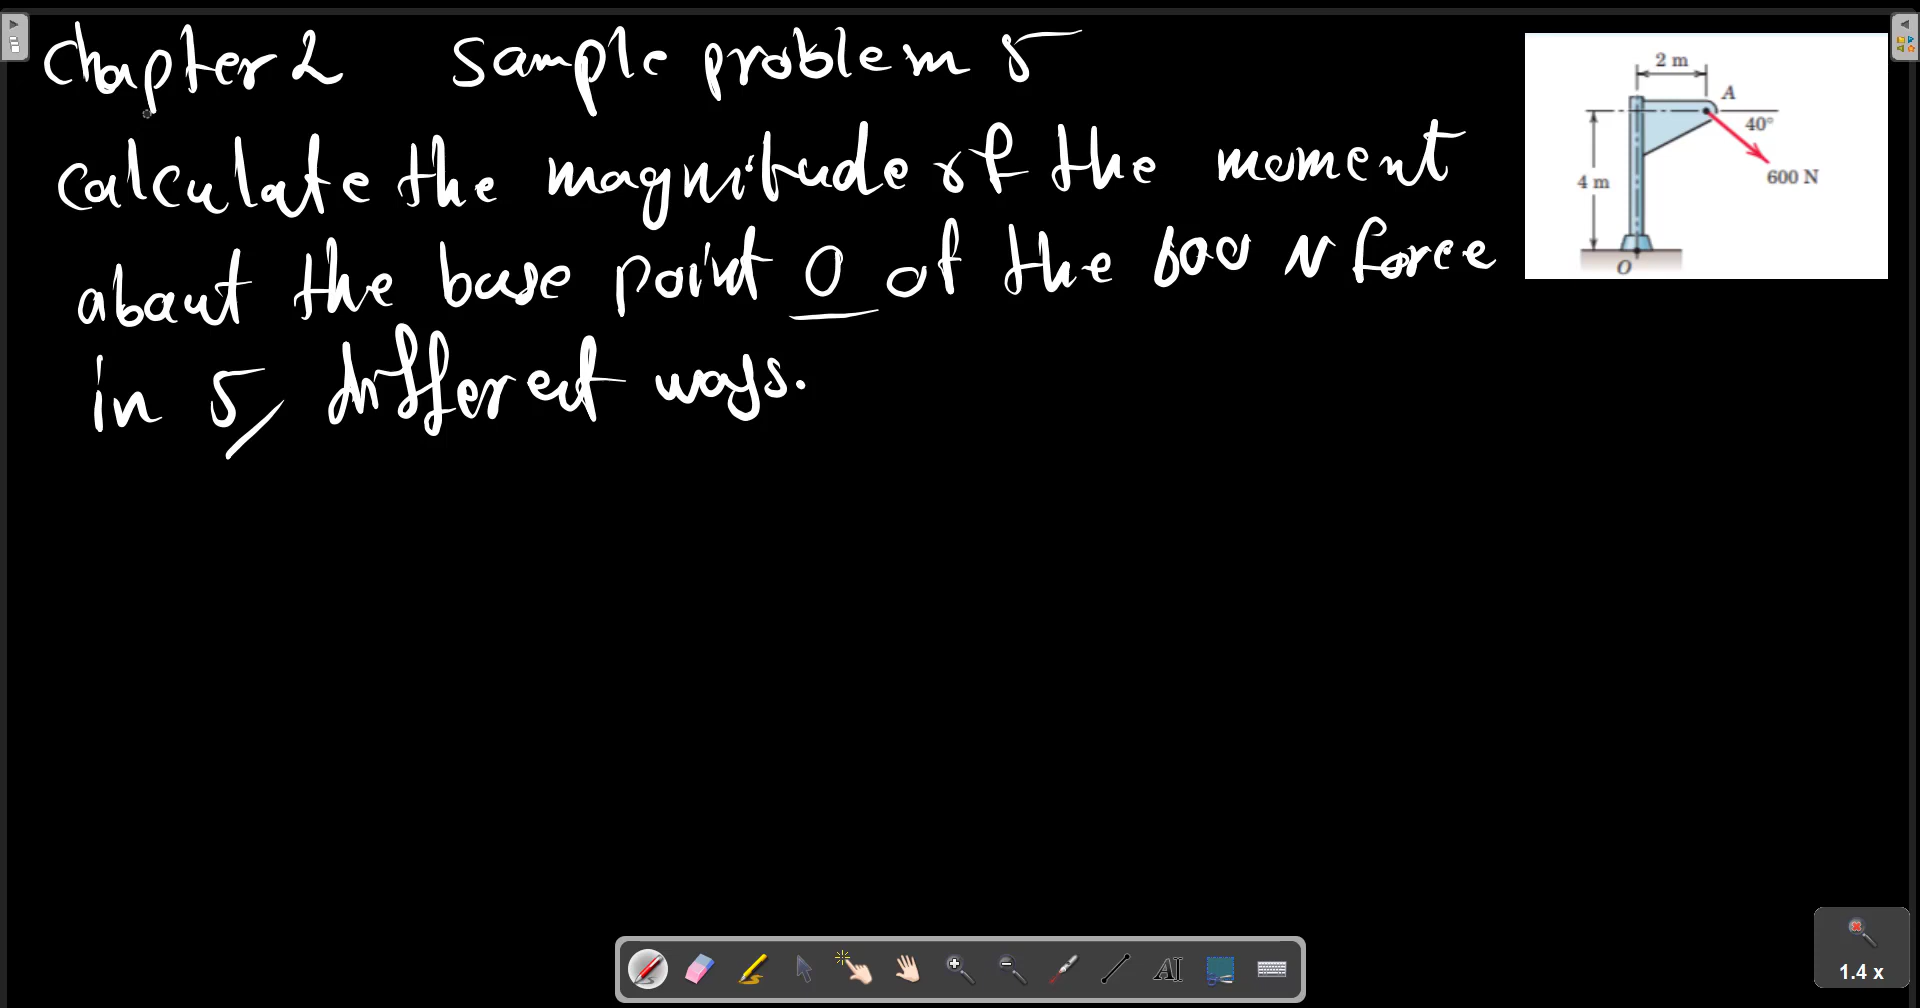 Chapter 2 Sample problem 5
calculate the magnitude of the moment
about the base point O of the 600 N force
in 5 different ways.
2 m
A
40°
4 m
600 N
O
AI
1.4 x